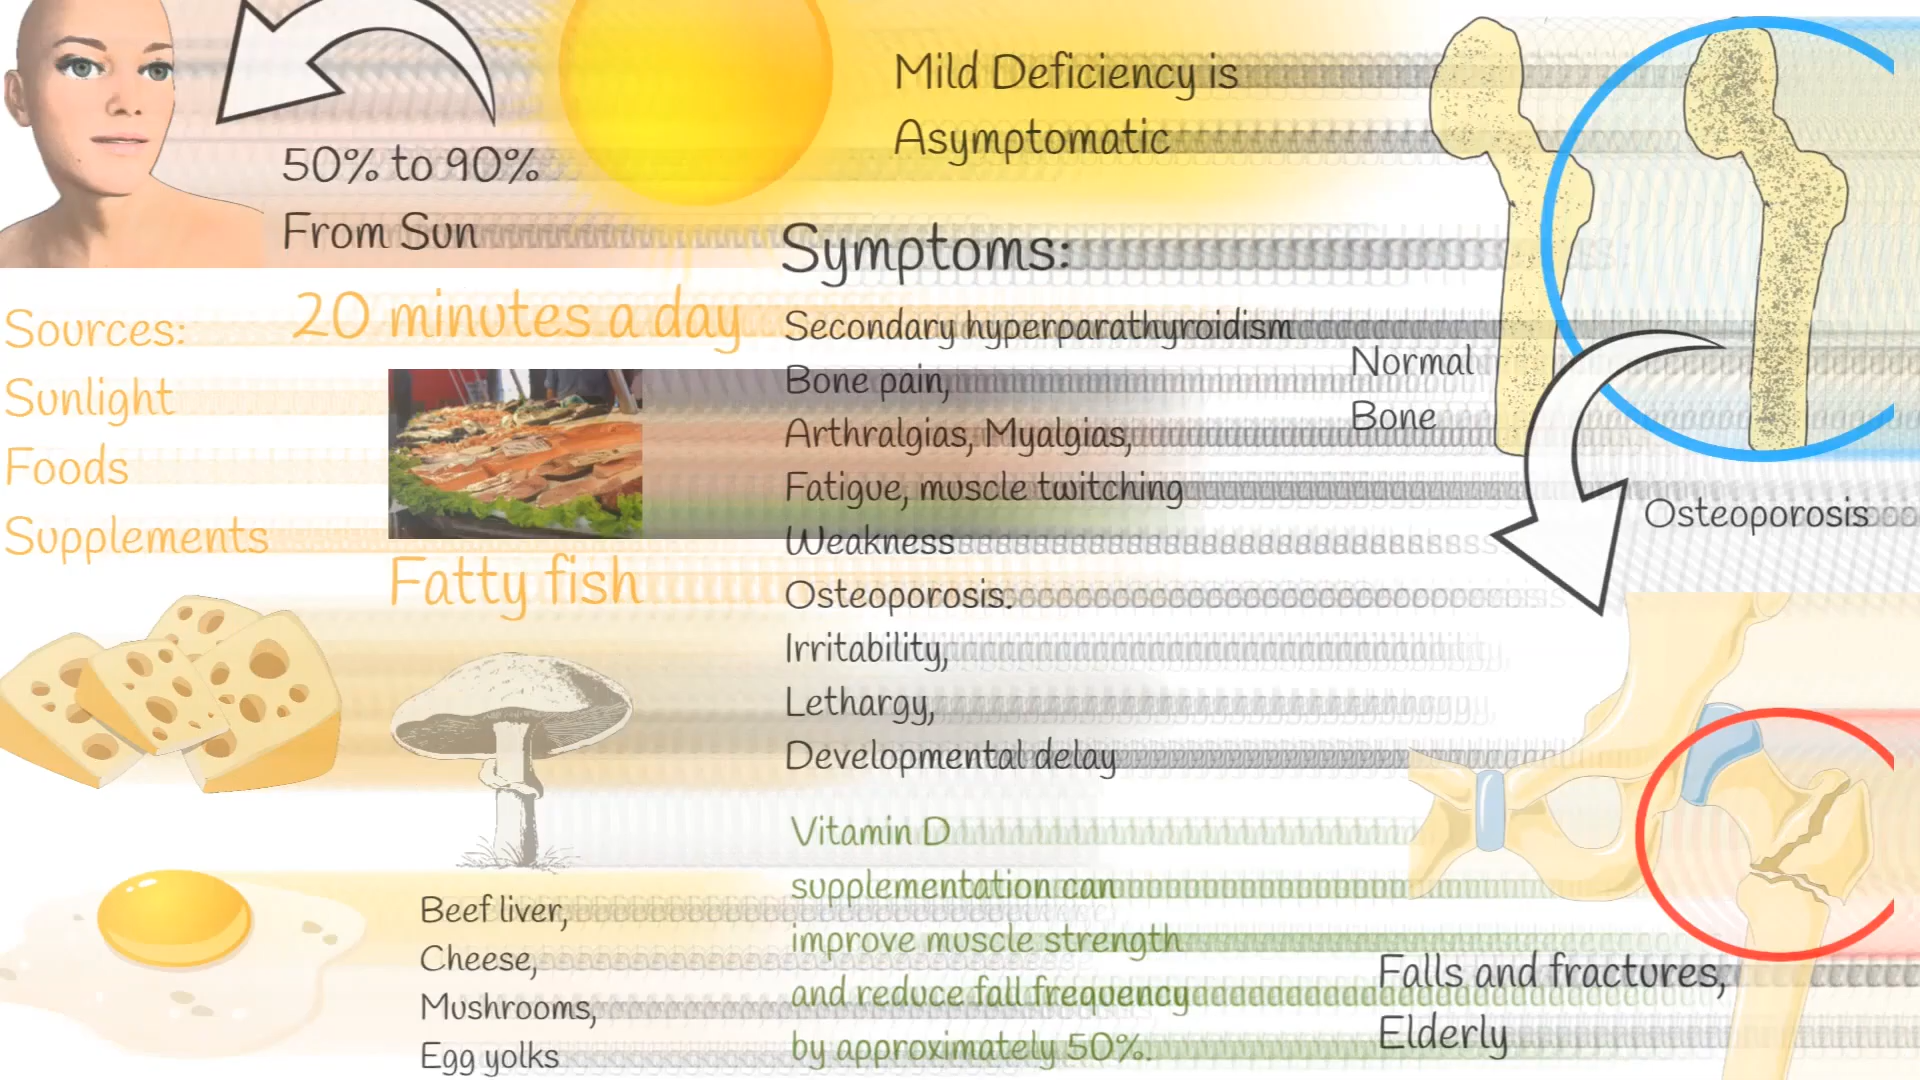 50% to 90%
From Sun
Sources:
Sunlight
Foods
Supplements
20 minutes a day
Fatty fish
Beef liver,
Cheese,
Mushrooms,
Egg yolks
Mild Deficiency is
Asymptomatic
Symptoms:
Secondary hyperparathyroidism
Bone pain,
Arthralgias, Myalgias,
Fatigue, muscle twitching
Weakness
Osteoporosis.
Irritability,
Lethargy,
Developmental delay
Vitamin D
supplementation can
improve muscle strength
and reduce fall frequency
by approximately 50%.
Normal
Bone
Osteoporosis
Falls and fractures,
Elderly